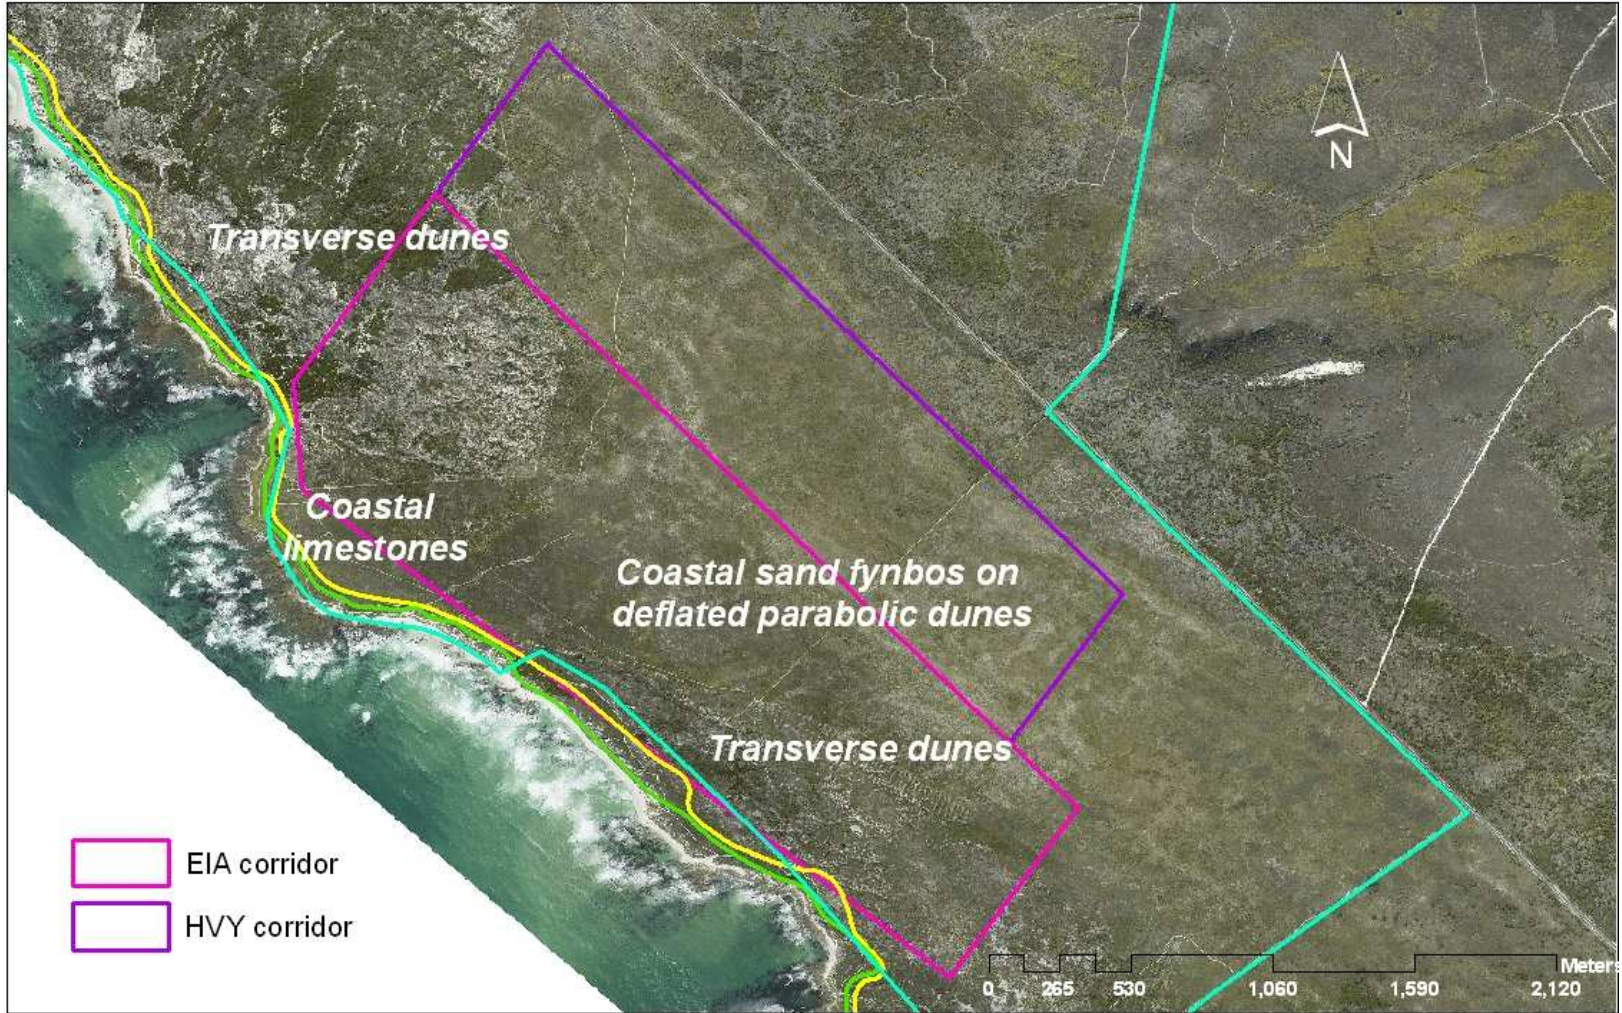 N
Transverse dunes
Coastal
limestones
Coastal sand fynbos on
deflated parabolic dunes
Transverse dunes
EIA corridor
HVY corridor
Meters
0 265 530 1,060 1,590 2,120